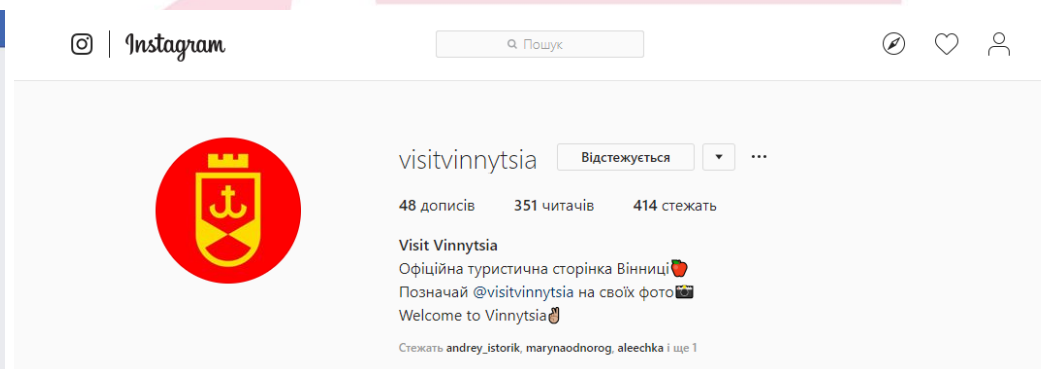 Instagram
Пошук
visitvinnytsia Відстежується
48 дописів 351 читачів 414 стежать
Visit Vinnytsia
Офіційна туристична сторінка Вінниці🍎
Позначай @visitvinnytsia на своїх фото📸
Welcome to Vinnytsia✌🏽
Стежать andrey_istorik, marynaodnorog, aleechka і ще 1